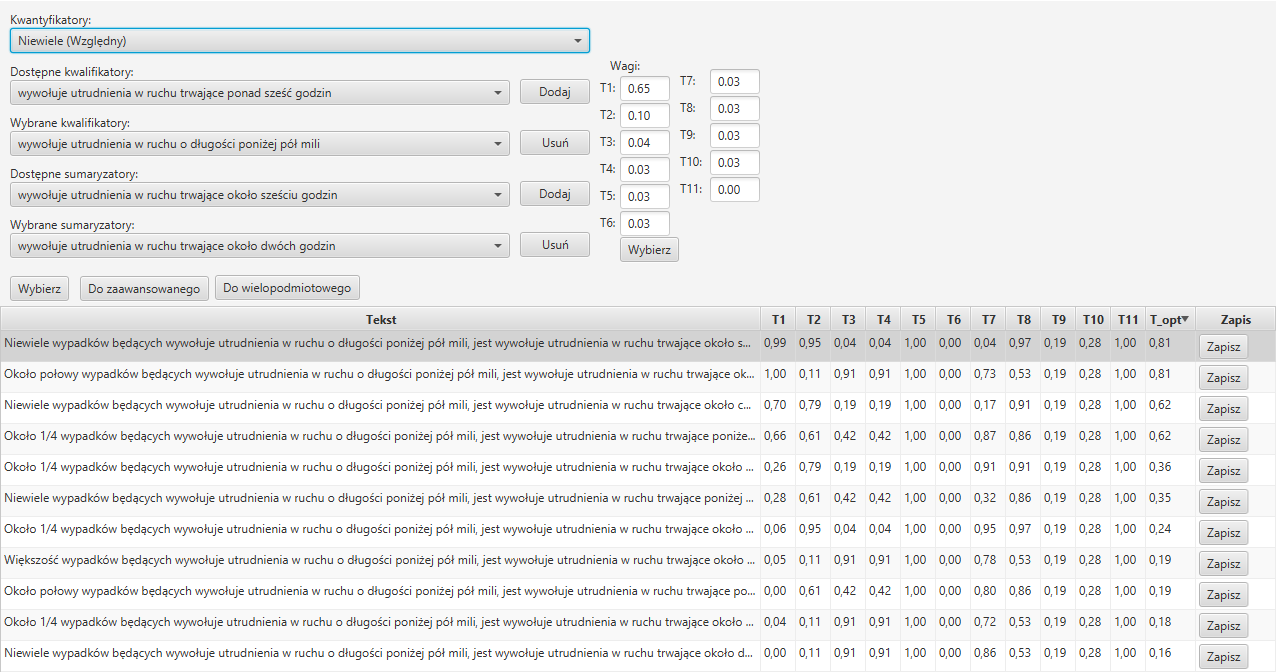 Kwantyfikatory:
Niewiele (Względny)
Dostępne kwalifikatory:
wywołuje utrudnienia w ruchu trwające ponad sześć godzin
Dodaj
Wybrane kwalifikatory:
wywołuje utrudnienia w ruchu o długości poniżej pół mili
Usuń
Dostępne sumaryzatory:
wywołuje utrudnienia w ruchu trwające około sześciu godzin
Dodaj
Wybrane sumaryzatory:
wywołuje utrudnienia w ruchu trwające około dwóch godzin
Usuń
Wagi:
T1: 0.65
T2: 0.10
T3: 0.04
T4: 0.03
T5: 0.03
T6: 0.03
Wybierz
T7: 0.03
T8: 0.03
T9: 0.03
T10: 0.03
T11: 0.00
Wybierz Do zaawansowanego Do wielopodmiotowego
Tekst T1 T2 T3 T4 T5 T6 T7 T8 T9 T10 T11 T_opt Zapis
Niewiele wypadków będących wywołuje utrudnienia w ruchu o długości poniżej pół mili, jest wywołuje utrudnienia w ruchu trwające około s... 0,99 0,95 0,04 0,04 1,00 0,00 0,04 0,97 0,19 0,28 1,00 0,81 Zapisz
Około połowy wypadków będących wywołuje utrudnienia w ruchu o długości poniżej pół mili, jest wywołuje utrudnienia w ruchu trwające ok... 1,00 0,11 0,91 0,91 1,00 0,00 0,73 0,53 0,19 0,28 1,00 0,81 Zapisz
Niewiele wypadków będących wywołuje utrudnienia w ruchu o długości poniżej pół mili, jest wywołuje utrudnienia w ruchu trwające około c... 0,70 0,79 0,19 0,19 1,00 0,00 0,17 0,91 0,19 0,28 1,00 0,62 Zapisz
Około 1/4 wypadków będących wywołuje utrudnienia w ruchu o długości poniżej pół mili, jest wywołuje utrudnienia w ruchu trwające poniże... 0,66 0,61 0,42 0,42 1,00 0,00 0,87 0,86 0,19 0,28 1,00 0,62 Zapisz
Około 1/4 wypadków będących wywołuje utrudnienia w ruchu o długości poniżej pół mili, jest wywołuje utrudnienia w ruchu trwające około ... 0,26 0,79 0,19 0,19 1,00 0,00 0,91 0,91 0,19 0,28 1,00 0,36 Zapisz
Niewiele wypadków będących wywołuje utrudnienia w ruchu o długości poniżej pół mili, jest wywołuje utrudnienia w ruchu trwające poniżej ... 0,28 0,61 0,42 0,42 1,00 0,00 0,32 0,86 0,19 0,28 1,00 0,35 Zapisz
Około 1/4 wypadków będących wywołuje utrudnienia w ruchu o długości poniżej pół mili, jest wywołuje utrudnienia w ruchu trwające około ... 0,06 0,95 0,04 0,04 1,00 0,00 0,95 0,97 0,19 0,28 1,00 0,24 Zapisz
Większość wypadków będących wywołuje utrudnienia w ruchu o długości poniżej pół mili, jest wywołuje utrudnienia w ruchu trwające około ... 0,05 0,11 0,91 0,91 1,00 0,00 0,78 0,53 0,19 0,28 1,00 0,19 Zapisz
Około połowy wypadków będących wywołuje utrudnienia w ruchu o długości poniżej pół mili, jest wywołuje utrudnienia w ruchu trwające po... 0,00 0,61 0,42 0,42 1,00 0,00 0,80 0,86 0,19 0,28 1,00 0,19 Zapisz
Około 1/4 wypadków będących wywołuje utrudnienia w ruchu o długości poniżej pół mili, jest wywołuje utrudnienia w ruchu trwające około ... 0,04 0,11 0,91 0,91 1,00 0,00 0,72 0,53 0,19 0,28 1,00 0,18 Zapisz
Niewiele wypadków będących wywołuje utrudnienia w ruchu o długości poniżej pół mili, jest wywołuje utrudnienia w ruchu trwające około d... 0,00 0,11 0,91 0,91 1,00 0,00 0,86 0,53 0,19 0,28 1,00 0,16 Zapisz